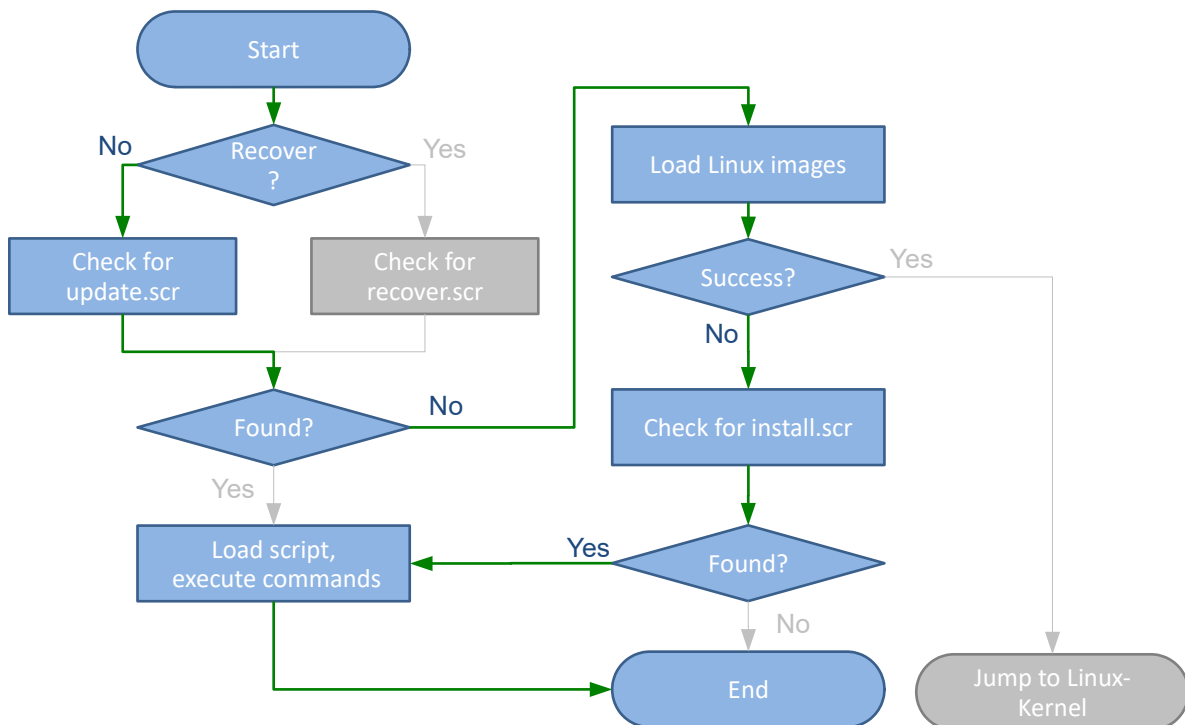 Start
No
Recover
?
Yes
Check for
update.scr
Check for
recover.scr
Found?
No
Yes
Load script,
execute commands
Load Linux images
Success?
Yes
No
Check for install.scr
Found?
Yes
No
End
Jump to Linux-
Kernel